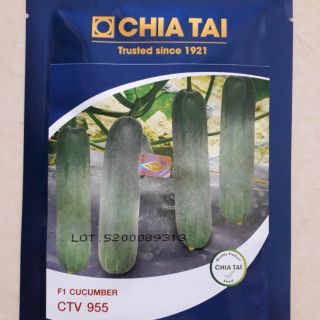 CHIA TAI
Trusted since 1921
LOT.5200089313
F1 CUCUMBER
CTV 955
CHIA TAI